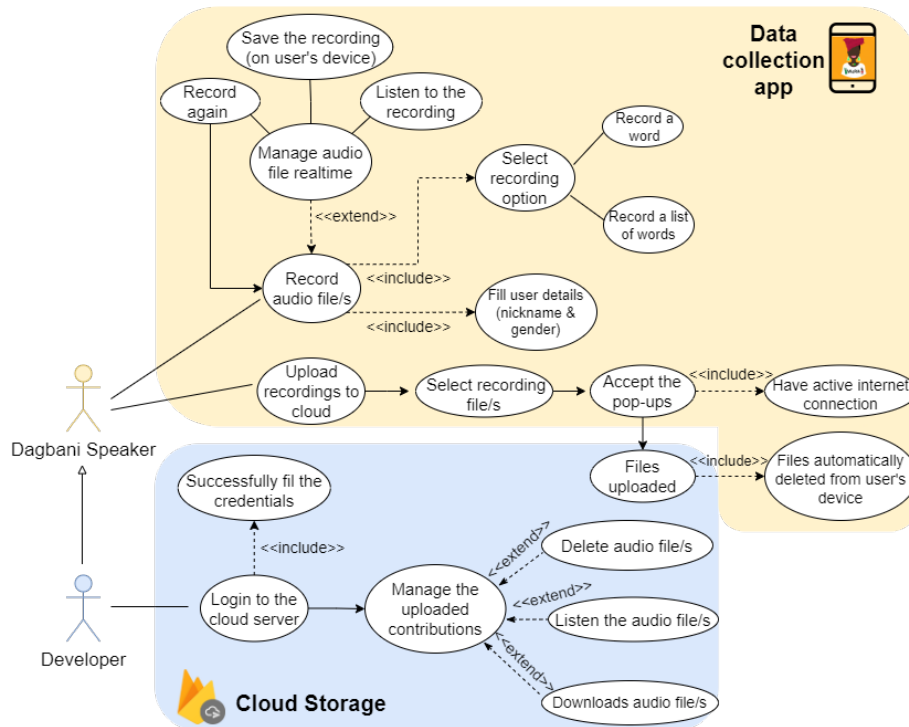 Save the recording
(on user's device)
Data
collection
app
Record
again
Listen to the
recording
Manage audio
file realtime
Record a
word
Select
recording
option
Record a list
of words
<<extend>>
Record
audio file/s
<<include>>
<<include>>
Fill user details
(nickname &
gender)
Upload
recordings to
cloud
Select recording
file/s
Accept the
pop-ups
<<include>>
Have active internet
connection
Dagbani Speaker
Files
uploaded
<<include>>
Files automatically
deleted from user's
device
Successfully fil the
credentials
<<include>>
Login to the
cloud server
Manage the
uploaded
contributions
<<extend>>
Delete audio file/s
<<extend>>
Listen the audio file/s
<<extend>>
Downloads audio file/s
Developer
Cloud Storage